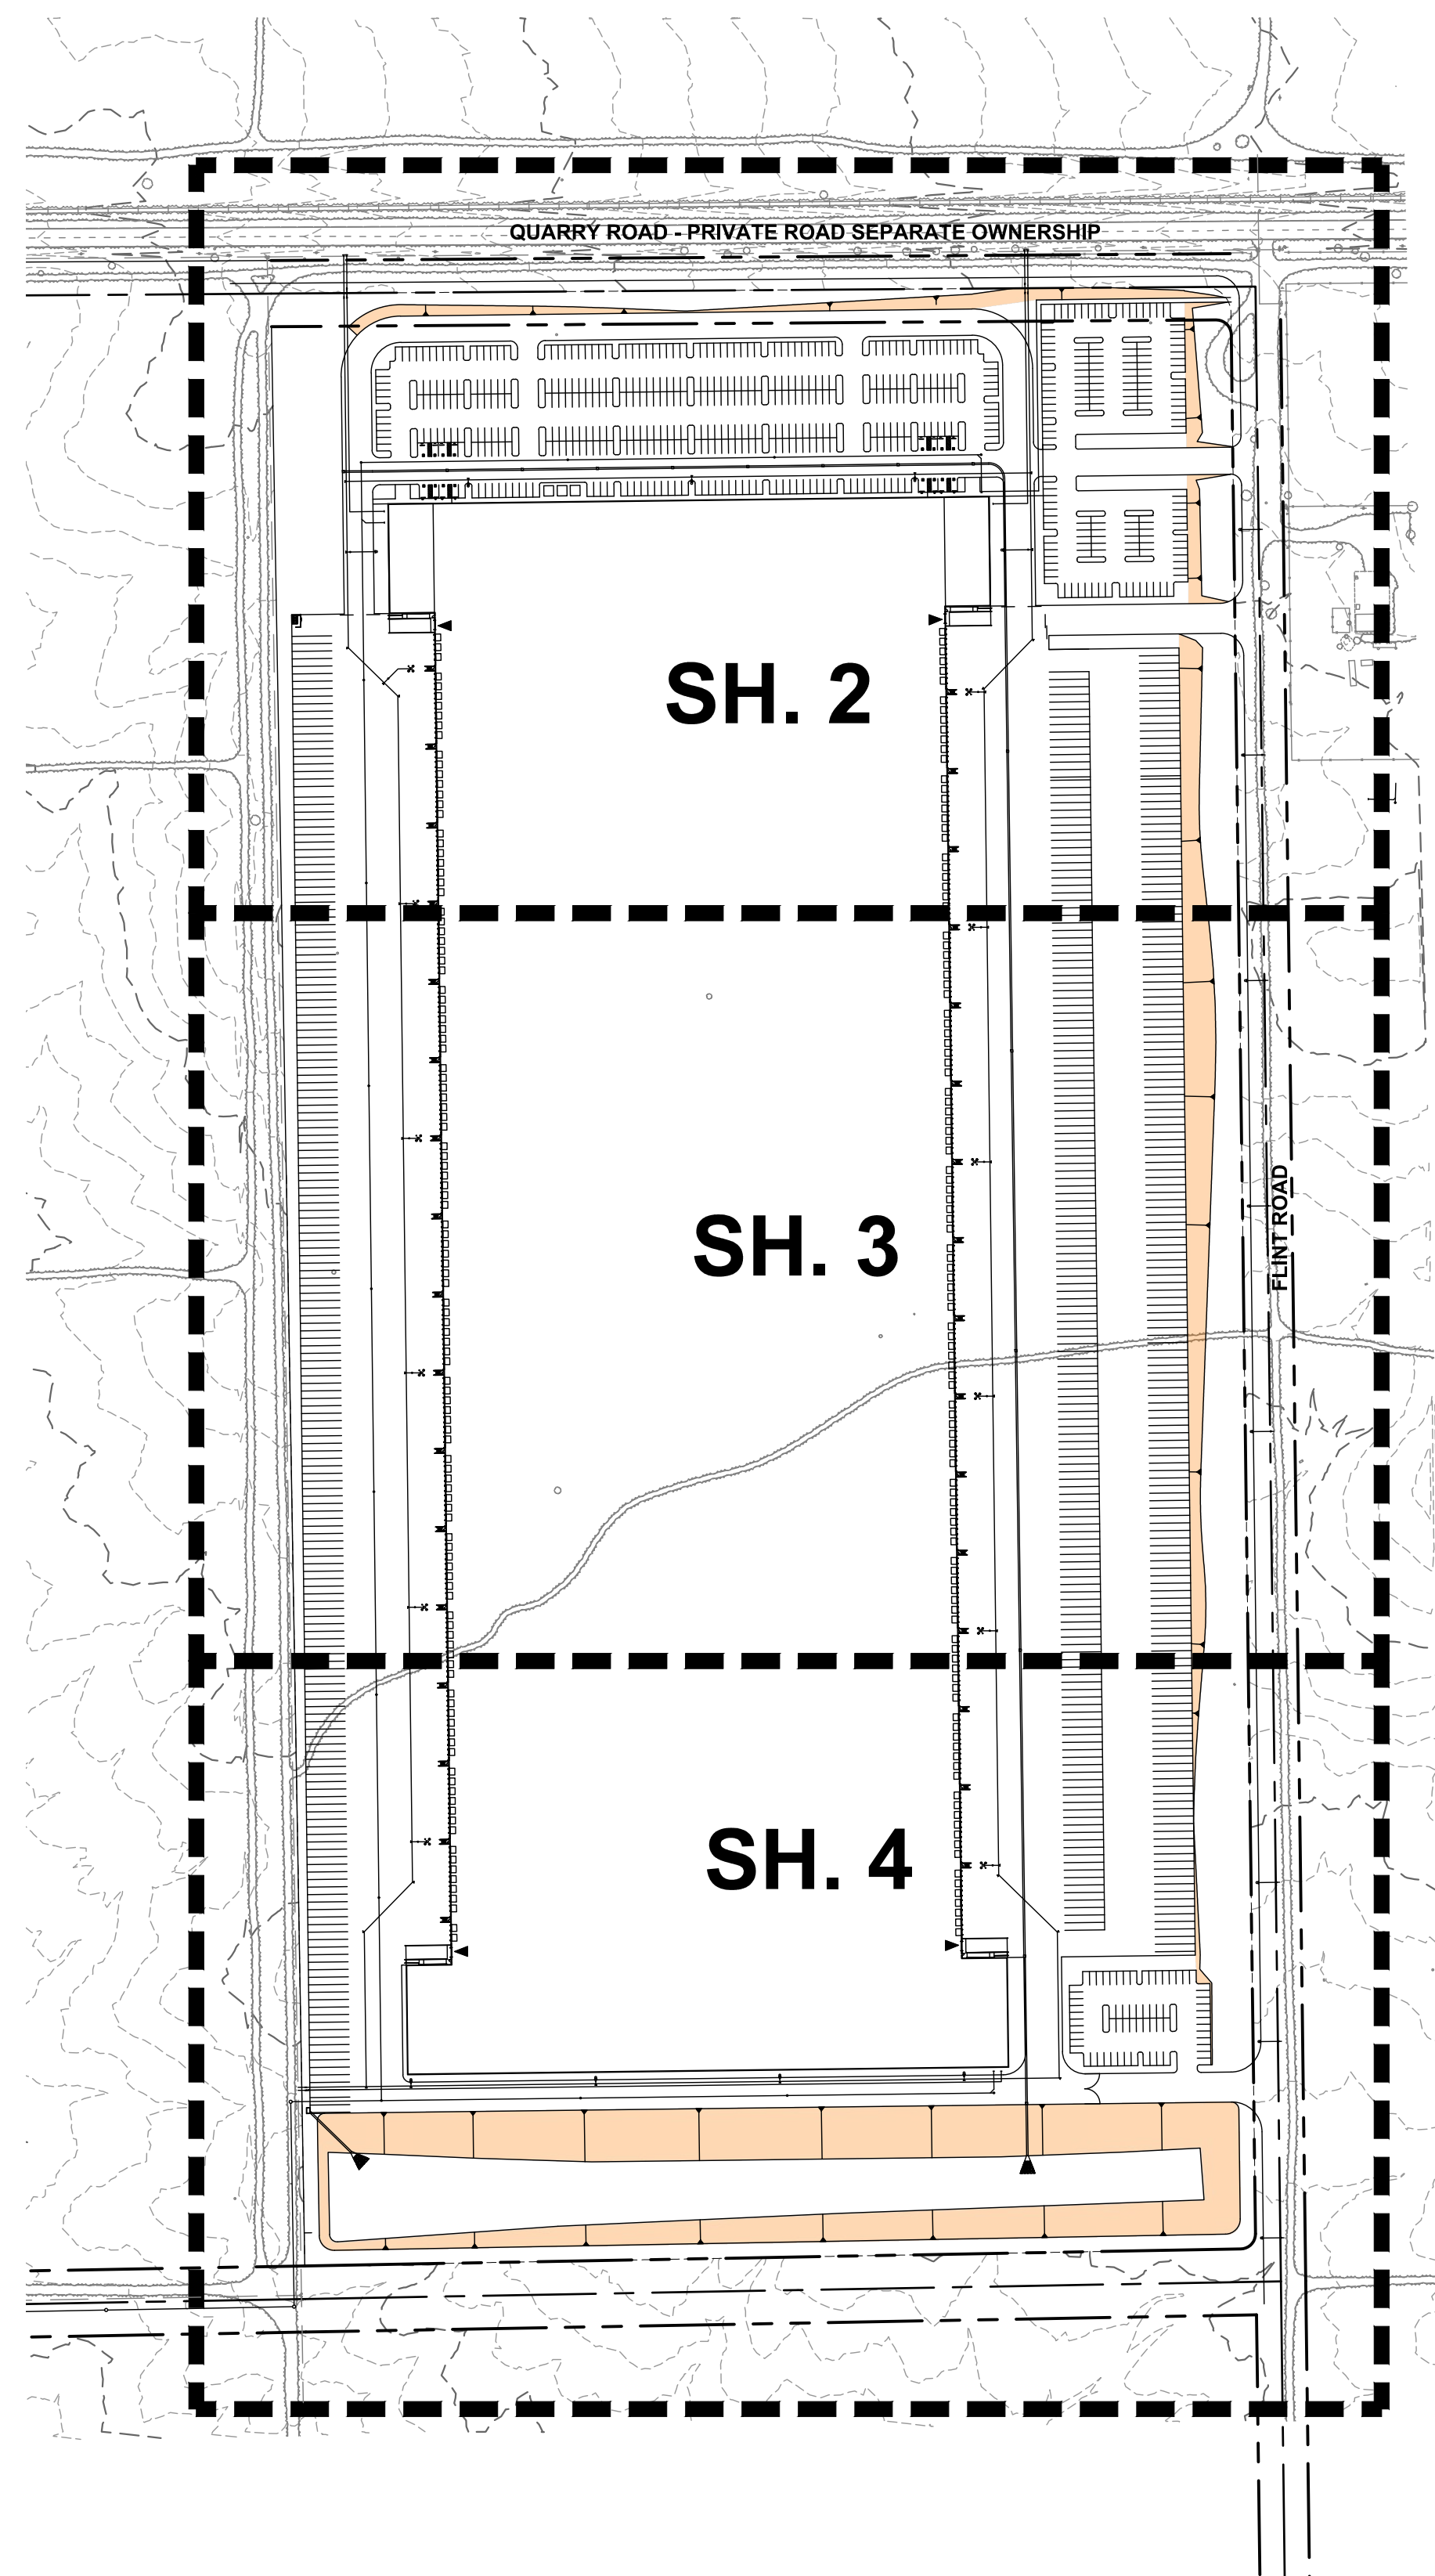 QUARRY ROAD - PRIVATE ROAD SEPARATE OWNERSHIP
SH. 2
SH. 3
FLINT ROAD
SH. 4